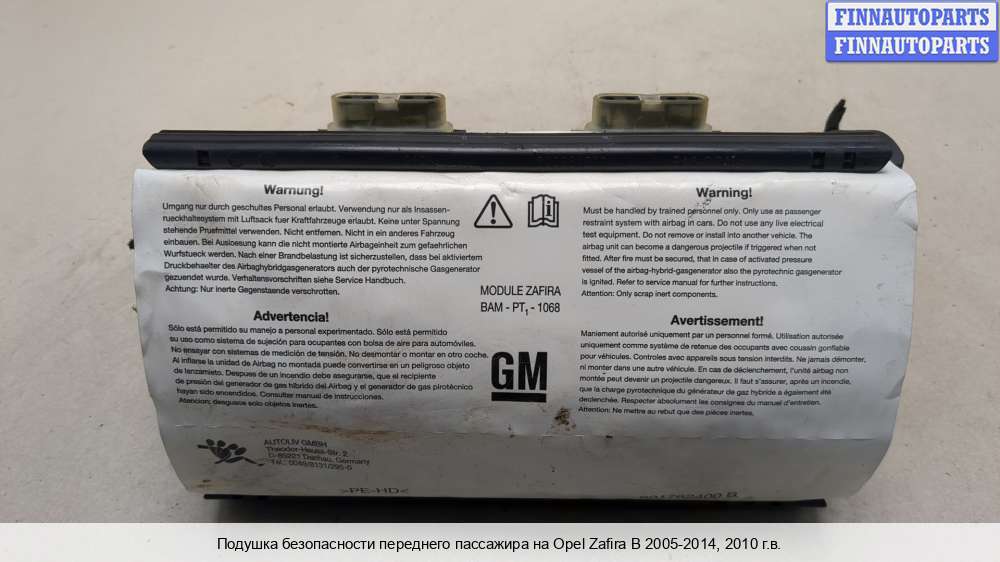 FINNAUTOPARTS
FINNAUTOPARTS
Warnung!
Umgang nur durch geschultes Personal erlaubt. Verwendung nur als Insassen-
rueckhaltesystem mit Luftsack fuer Kraftfahrzeuge erlaubt. Keine unter Spannung
stehende Pruefmittel verwenden. Nicht entfernen. Nicht in ein anderes Fahrzeug
einbauen. Bei Ausloesung kann die nicht montierte Airbageinheit zum gefaehrlichen
Wurfstueck werden. Nach einer Brandbelastung ist sicherzustellen, dass bei aktiviertem
Druckbehaelter des Airbaghybridgasgenerators auch der pyrotechnische Gasgenerator
gezuendet wurde. Verhaltensvorschriften siehe Service Handbuch.
Achtung: Nur inerte Gegenstaende verschrotten.
Advertencia!
Sólo está permitido su manejo a personal experimentado. Sólo está permitido
su uso como sistema de sujeción para ocupantes con bolsa de aire para automóviles.
No ensayar con sistemas de medición de tensión. No desmontar o montar en otro coche.
Al inflarse la unidad de Airbag no montada puede convertirse en un peligroso objeto
de lanzamiento. Despues de un incendio debe asegurarse, que el recipiente
de presión del generador de gas híbrido del Airbag y el generador de gas pirotécnico
hayan sido encendidos. Consultar manual de instrucciones.
Atencion: desguace solo objetos inertes.
MODULE ZAFIRA
BAM - PT1 - 1068
GM
Warning!
Must be handled by trained personnel only. Only use as passenger
restraint system with airbag in cars. Do not use any live electrical
test equipment. Do not remove or install into another vehicle. The
airbag unit can become a dangerous projectile if triggered when not
fitted. After fire must be secured, that in case of activated pressure
vessel of the airbag-hybrid-gasgenerator also the pyrotechnic gasgenerator
is ignited. Refer to service manual for further instructions.
Attention: Only scrap inert components.
Avertissement!
Maniement autorisé uniquement par un personnel formé. Utilisation autorisée
uniquement comme système de retenue des occupants avec coussin gonflable
pour véhicules. Controles avec appareils sous tension interdits. Ne jamais démonter,
ni monter dans une autre véhicule. En cas de déclenchement, l'unité airbag non
montée peut devenir un projectile dangereux. Il faut s'assurer, après un incendie,
que la charge pyrotechnique du générateur de gaz hybride a également été
declenchée. Respecter absolument les consignes du manuel d'entretien.
Attention: Ne mettre au rebut que des pièces inertes.
AUTOLIV GMBH
Theodor-Heuss-Str. 2
D-85221 Dachau, Germany
Tel.: 0049/8131/295-0
>PE-HD<
Подушка безопасности переднего пассажира на Opel Zafira B 2005-2014, 2010 г.в.